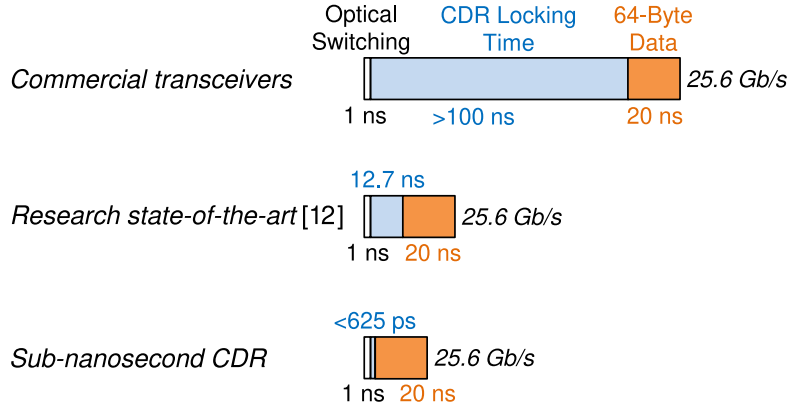 Optical Switching
CDR Locking Time
64-Byte Data
Commercial transceivers
25.6 Gb/s
1 ns
>100 ns
20 ns
12.7 ns
Research state-of-the-art [12]
25.6 Gb/s
1 ns
20 ns
<625 ps
Sub-nanosecond CDR
25.6 Gb/s
1 ns
20 ns